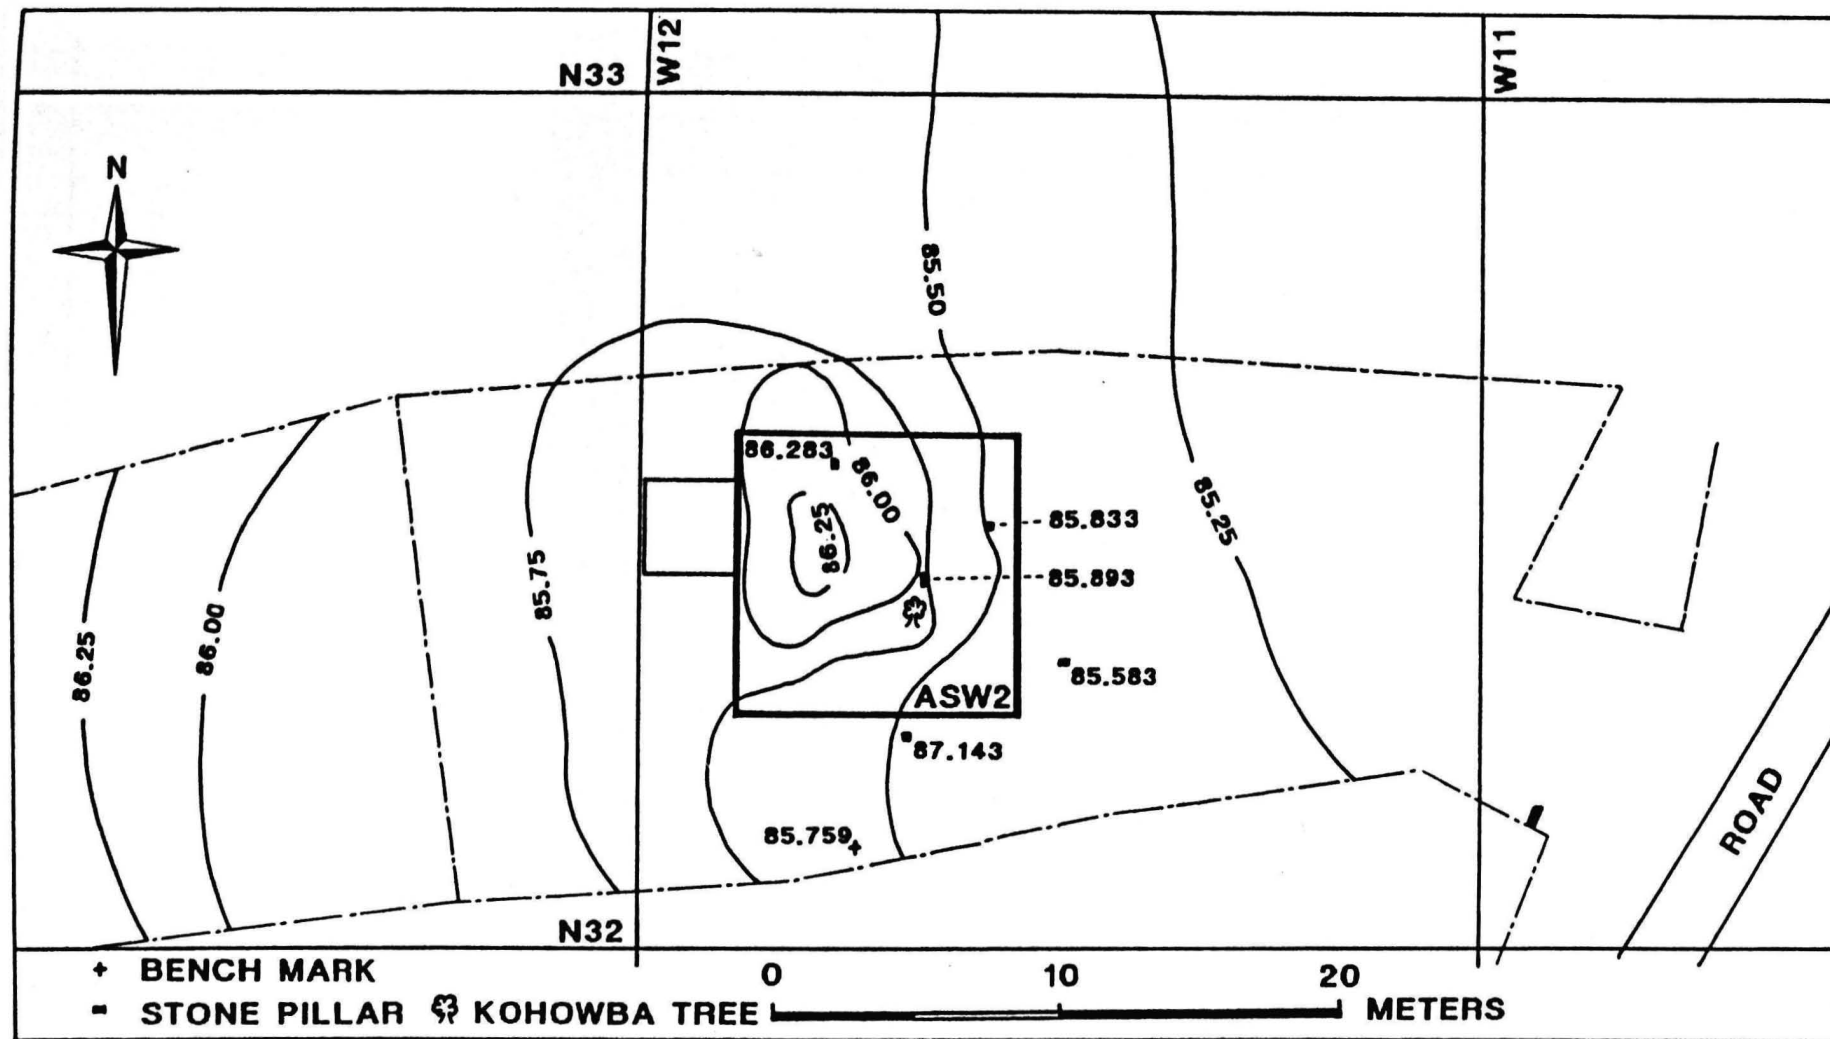 W12
W11
N33
N
85.50
86.283
86.00
86.25
85.833
85.25
85.893
85.75
86.00
86.25
85.583
ASW2
87.143
85.759
ROAD
N32
+ BENCH MARK
0 10 20
STONE PILLAR KOHOWBA TREE METERS